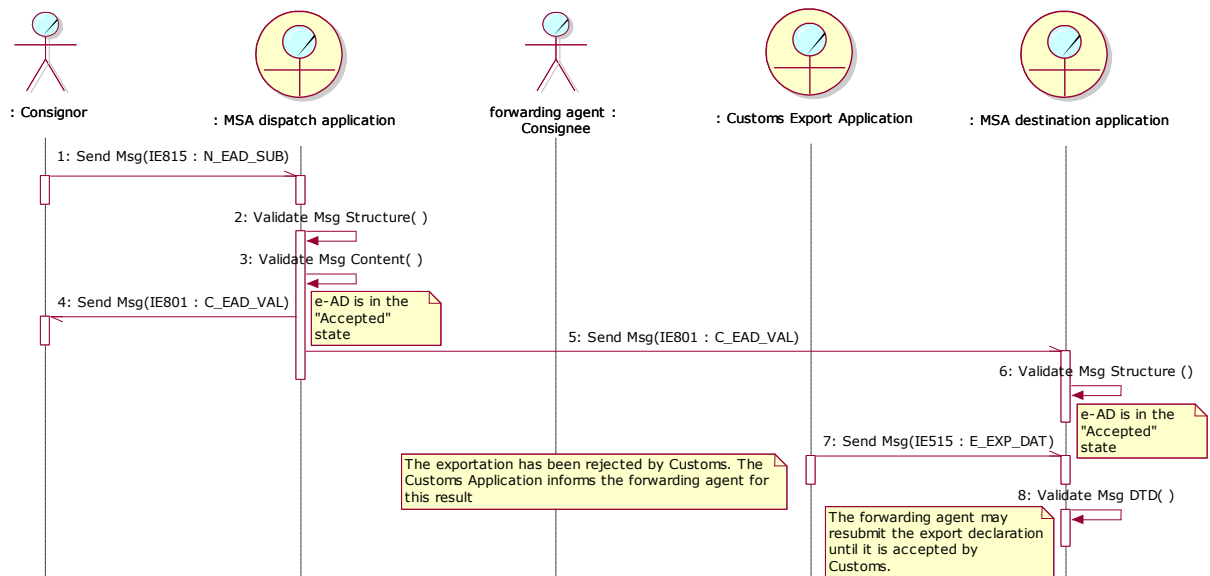 : Consignor
: MSA dispatch application
forwarding agent :
Consignee
: Customs Export Application
: MSA destination application
1: Send Msg(IE815 : N_EAD_SUB)
2: Validate Msg Structure( )
3: Validate Msg Content( )
4: Send Msg(IE801 : C_EAD_VAL)
e-AD is in the
"Accepted"
state
5: Send Msg(IE801 : C_EAD_VAL)
6: Validate Msg Structure ()
e-AD is in the
"Accepted"
state
7: Send Msg(IE515 : E_EXP_DAT)
The exportation has been rejected by Customs. The
Customs Application informs the forwarding agent for
this result
8: Validate Msg DTD( )
The forwarding agent may
resubmit the export declaration
until it is accepted by
Customs.